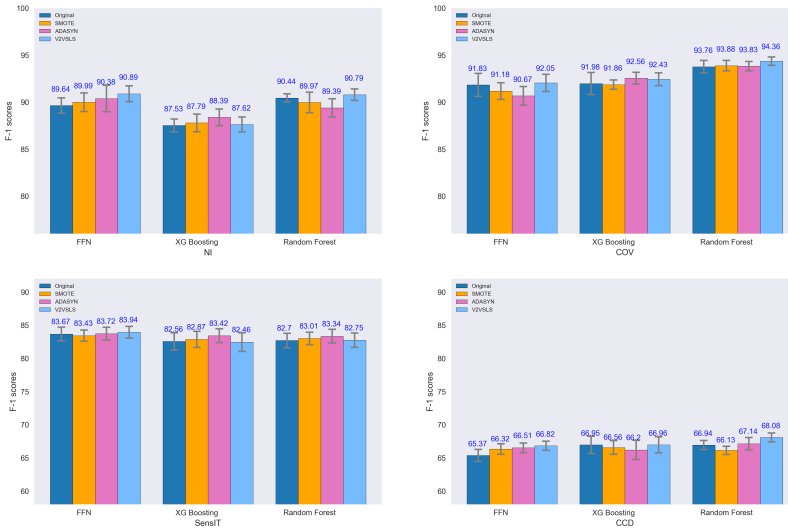 100
95
90
85
80
F-1 scores
Original
SMOTE
ADASYN
V2VSLS
89.64 89.99 90.38 90.89
87.53 87.79 88.39 87.62
90.44 89.97 89.39 90.79
FFN XG Boosting Random Forest
NI
100
95
90
85
80
F-1 scores
Original
SMOTE
ADASYN
V2VSLS
91.83 91.18 90.67 92.05
91.98 91.86 92.56 92.43
93.76 93.88 93.83 94.36
FFN XG Boosting Random Forest
COV
90
85
80
75
70
65
60
F-1 scores
Original
SMOTE
ADASYN
V2VSLS
83.67 83.43 83.72 83.94
82.56 82.87 83.42 82.46
82.7 83.01 83.34 82.75
FFN XG Boosting Random Forest
SensIT
90
85
80
75
70
65
60
F-1 scores
Original
SMOTE
ADASYN
V2VSLS
65.37 66.32 66.51 66.82
66.95 66.56 66.2 66.96
66.94 66.13 67.14 68.08
FFN XG Boosting Random Forest
CCD